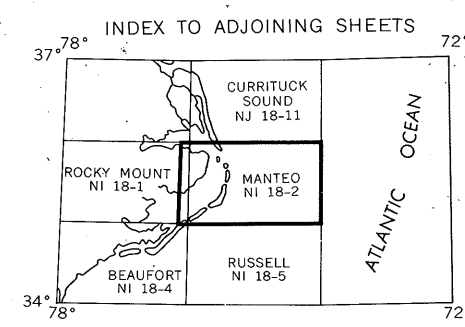 INDEX TO ADJOINING SHEETS
37° 78° 72°
CURRITUCK
SOUND
NJ 18-11
ATLANTIC OCEAN
ROCKY MOUNT
NI 18-1
MANTEO
NI 18-2
RUSSELL
NI 18-5
BEAUFORT
NI 18-4
34°
78° 72